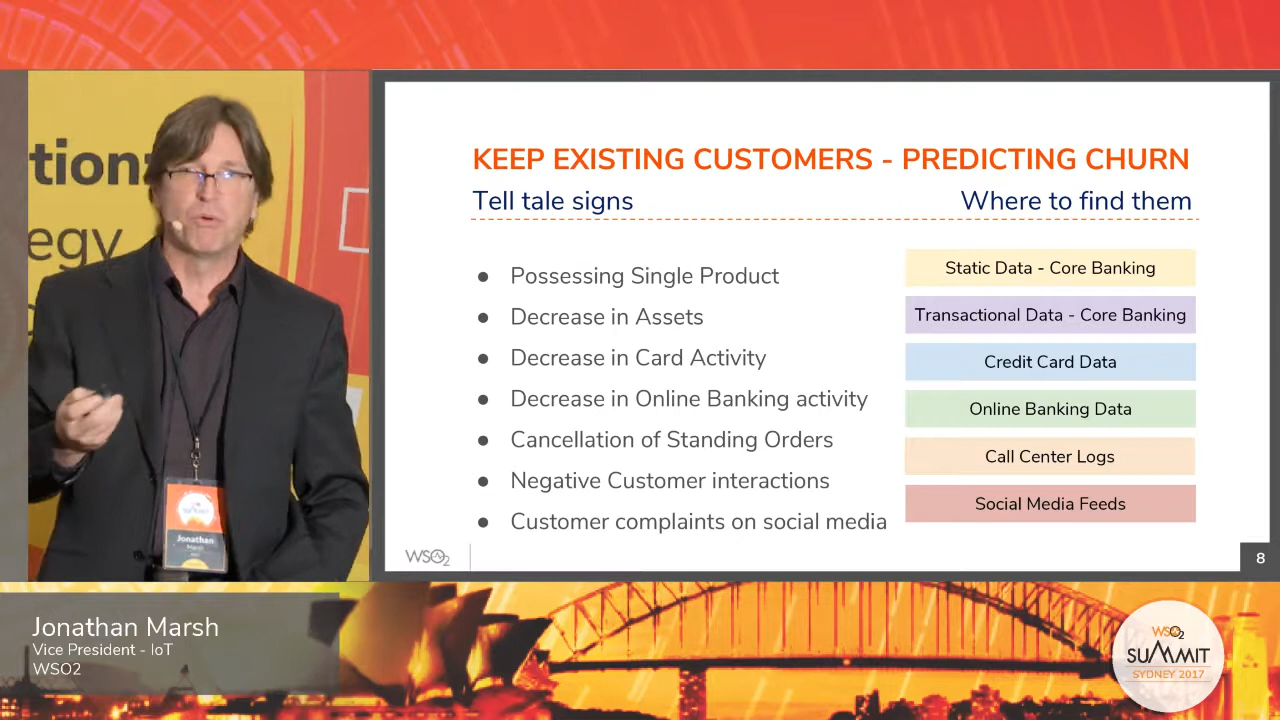 tion
egy
Jonathan
Marsh
KEEP EXISTING CUSTOMERS - PREDICTING CHURN
Tell tale signs
Where to find them
● Possessing Single Product
● Decrease in Assets
● Decrease in Card Activity
● Decrease in Online Banking activity
● Cancellation of Standing Orders
● Negative Customer interactions
● Customer complaints on social media
Static Data - Core Banking
Transactional Data - Core Banking
Credit Card Data
Online Banking Data
Call Center Logs
Social Media Feeds
WSO2
8
Jonathan Marsh
Vice President - IoT
WSO2
WSO2
SUMMIT
SYDNEY 2017